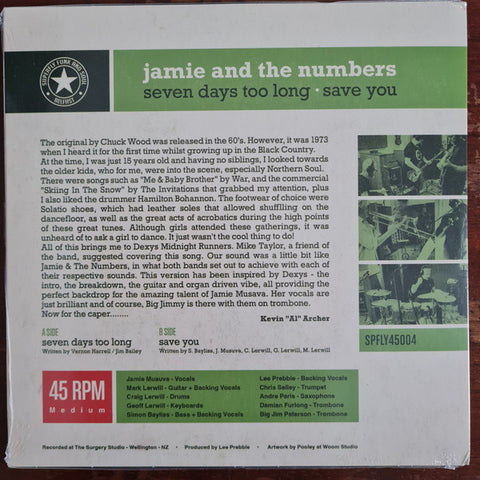 SUPERFLY FUNK AND SOUL
BELFAST
jamie and the numbers
seven days too long · save you
The original by Chuck Wood was released in the 60's. However, it was 1973
when I heard it for the first time whilst growing up in the Black Country.
At the time, I was just 15 years old and having no siblings, I looked towards
the older kids, who for me, were into the scene, especially Northern Soul.
There were songs such as "Me & Baby Brother" by War, and the commercial
"Skiing In The Snow" by The Invitations that grabbed my attention, plus
I also liked the drummer Hamilton Bohannon. The footwear of choice were
Solatio shoes, which had leather soles that allowed shuffling on the
dancefloor, as well as the great acts of acrobatics during the high points
of these great tunes. Although girls attended these gatherings, it was
unheard of to ask a girl to dance. It just wasn't the cool thing to do!
All of this brings me to Dexys Midnight Runners. Mike Taylor, a friend of
the band, suggested covering this song. Our sound was a little bit like
Jamie & The Numbers, in what both bands set out to achieve with each of
their respective sounds. This version has been inspired by Dexys - the
intro, the breakdown, the guitar and organ driven vibe, all providing the
perfect backdrop for the amazing talent of Jamie Musava. Her vocals are
just brilliant and of course, Big Jimmy is there with them on trombone.
Now for the caper........
Kevin "Al" Archer
A SIDE
seven days too long
Written by Vernon Harrell / Jim Bailey
B SIDE
save you
Written by S. Bayliss, J. Musuva, C. Lerwill, G. Lerwill, M. Lerwill
SPFLY45004
45 RPM
Medium
Jamie Musuva - Vocals
Mark Lerwill - Guitar + Backing Vocals
Craig Lerwill - Drums
Geoff Lerwill - Keyboards
Simon Bayliss - Bass + Backing Vocals
Lee Prebble - Backing Vocals
Chris Selley - Trumpet
Andre Paris - Saxophone
Damian Forlong - Trombone
Big Jim Paterson - Trombone
Recorded at The Surgery Studio - Wellington - NZ • Produced by Lee Prebble • Artwork by Pooley at Woom Studio